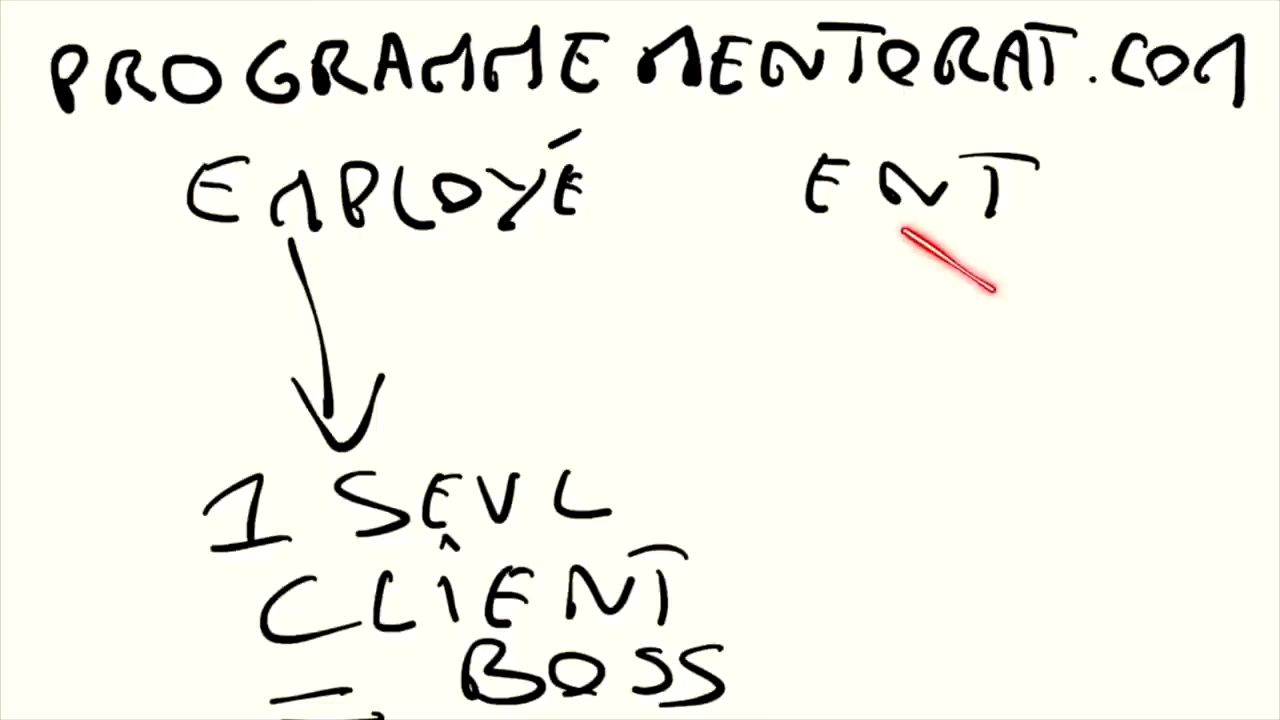 PROGRAMMEMENTORAT.COM
EMPLOYÉ ENT
1 SEUL
CLIENT
= BOSS